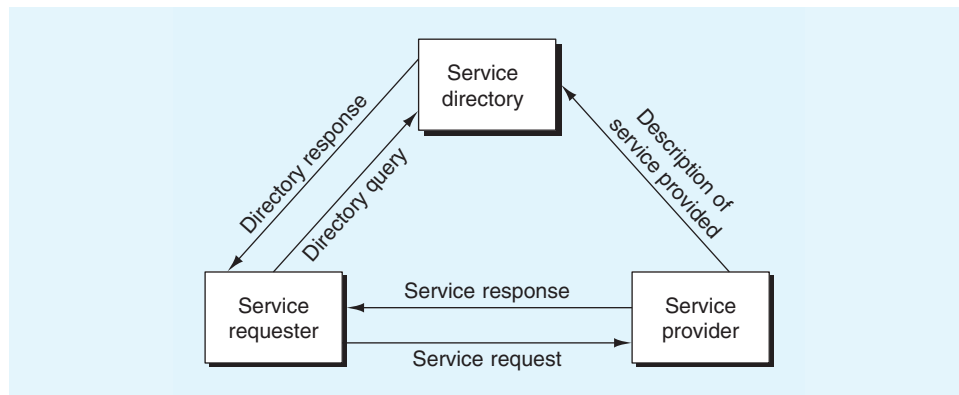 Service
directory
Directory response
Directory query
Description of
service provided
Service
requester
Service response
Service request
Service
provider